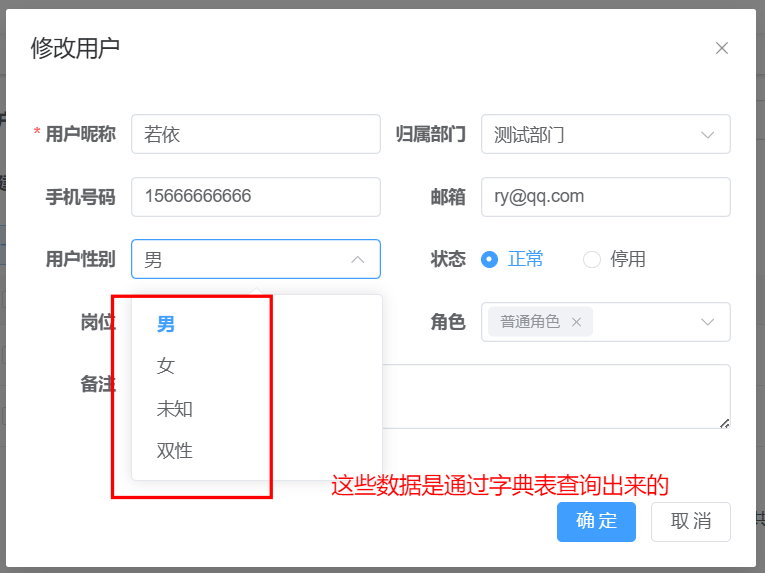 修改用户
* 用户昵称 若依 归属部门 测试部门
手机号码 15666666666 邮箱 ry@qq.com
用户性别 男 状态 正常 停用
岗位 角色 普通角色
备注
男
女
未知
双性
这些数据是通过字典表查询出来的
确定 取消